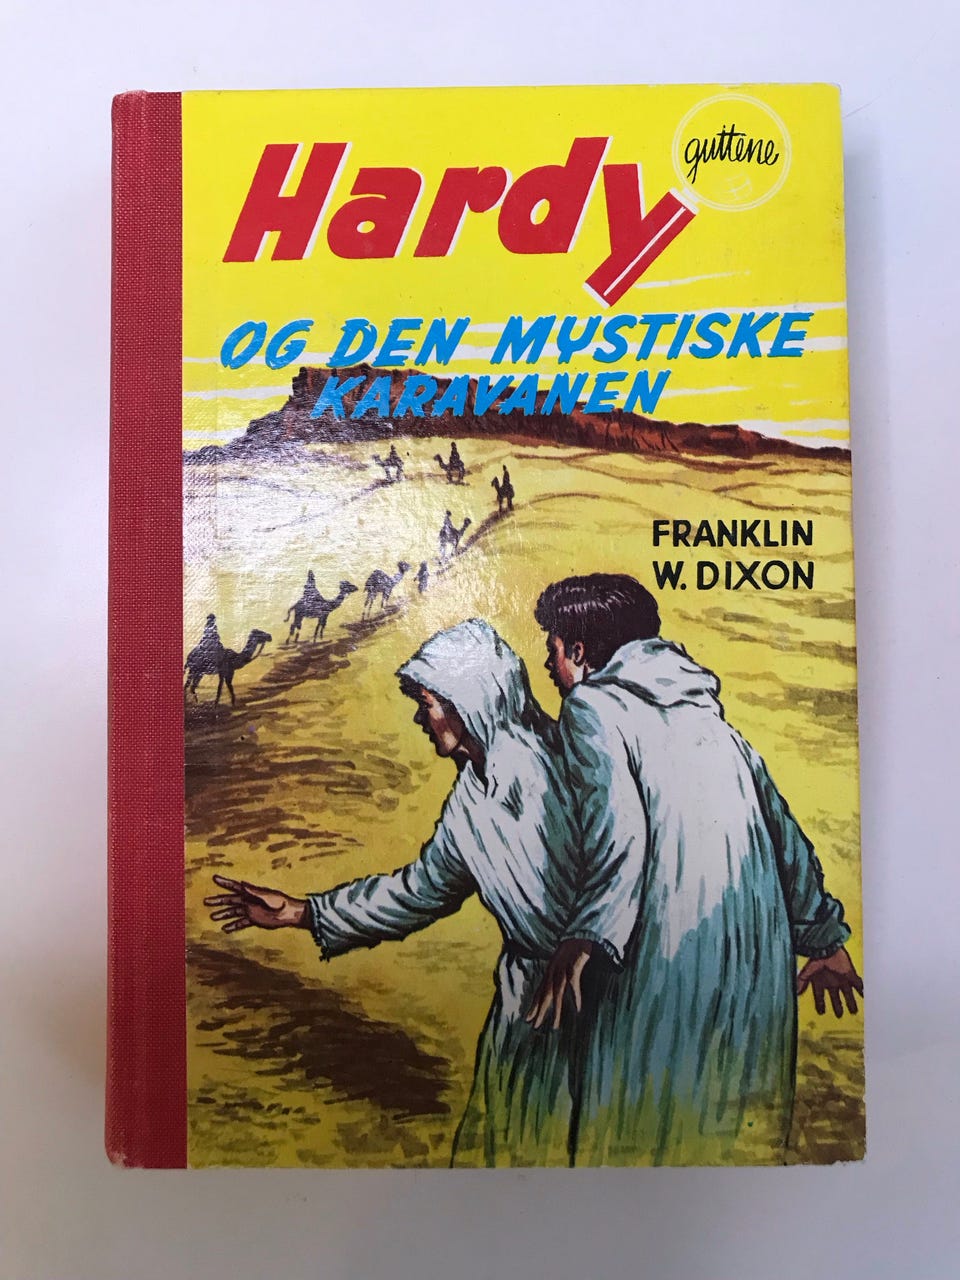 Hardy
guttene
OG DEN MYSTISKE
KARAVANEN
FRANKLIN
W. DIXON